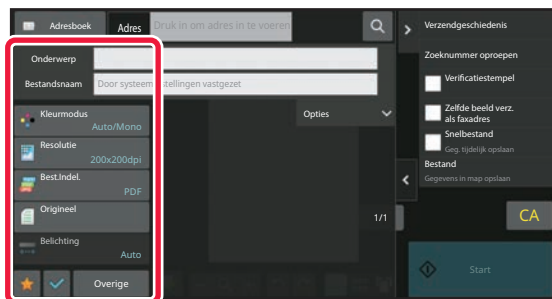 Adresboek
Adres
Druk in om adres in te voeren
Onderwerp
Bestandsnaam
Door systeeminstellingen vastgezet
Kleurmodus
Auto/Mono
Resolutie
200x200dpi
Best.Indel.
PDF
Origineel
Belichting
Auto
Overige
Opties
1/1
Verzendgeschiedenis
Zoeknummer oproepen
Verificatiestempel
Zelfde beeld verz.
als faxadres
Snelbestand
Geg. tijdelijk opslaan
Bestand
Gegevens in map opslaan
CA
Start